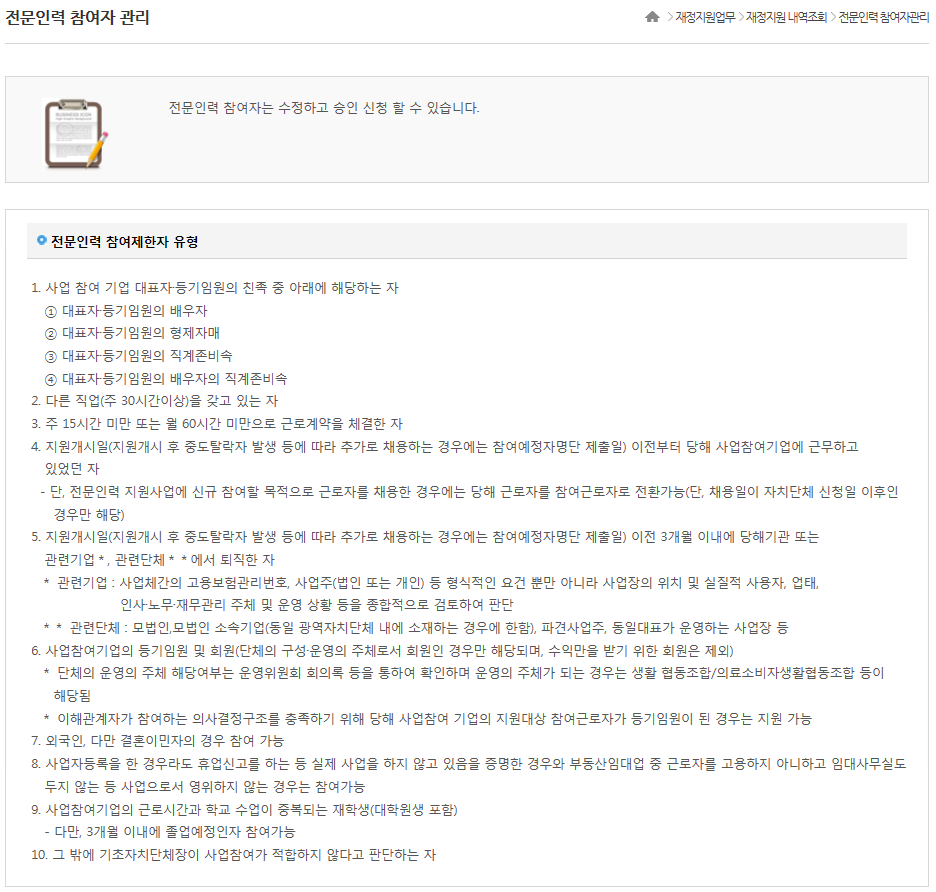 전문인력 참여자 관리
> 재정지원업무 > 재정지원 내역조회 > 전문인력 참여자관리
전문인력 참여자는 수정하고 승인 신청 할 수 있습니다.
BUSINESS ICON
전문인력 참여제한자 유형
1. 사업 참여 기업 대표자·등기임원의 친족 중 아래에 해당하는 자
① 대표자·등기임원의 배우자
② 대표자·등기임원의 형제자매
③ 대표자·등기임원의 직계존비속
④ 대표자·등기임원의 배우자의 직계존비속
2. 다른 직업(주 30시간이상)을 갖고 있는 자
3. 주 15시간 미만 또는 월 60시간 미만으로 근로계약을 체결한 자
4. 지원개시일(지원개시 후 중도탈락자 발생 등에 따라 추가로 채용하는 경우에는 참여예정자명단 제출일) 이전부터 당해 사업참여기업에 근무하고
있었던 자
- 단, 전문인력 지원사업에 신규 참여할 목적으로 근로자를 채용한 경우에는 당해 근로자를 참여근로자로 전환가능(단, 채용일이 자치단체 신청일 이후인
경우만 해당)
5. 지원개시일(지원개시 후 중도탈락자 발생 등에 따라 추가로 채용하는 경우에는 참여예정자명단 제출일) 이전 3개월 이내에 당해기관 또는
관련기업 *, 관련단체 * * 에서 퇴직한 자
* 관련기업 : 사업체간의 고용보험관리번호, 사업주(법인 또는 개인) 등 형식적인 요건 뿐만 아니라 사업장의 위치 및 실질적 사용자, 업태,
인사·노무·재무관리 주체 및 운영 상황 등을 종합적으로 검토하여 판단
* * 관련단체 : 모법인,모법인 소속기업(동일 광역자치단체 내에 소재하는 경우에 한함), 파견사업주, 동일대표가 운영하는 사업장 등
6. 사업참여기업의 등기임원 및 회원(단체의 구성·운영의 주체로서 회원인 경우만 해당되며, 수익만을 받기 위한 회원은 제외)
* 단체의 운영의 주체 해당여부는 운영위원회 회의록 등을 통하여 확인하며 운영의 주체가 되는 경우는 생활 협동조합/의료소비자생활협동조합 등이
해당됨
* 이해관계자가 참여하는 의사결정구조를 충족하기 위해 당해 사업참여 기업의 지원대상 참여근로자가 등기임원이 된 경우는 지원 가능
7. 외국인, 다만 결혼이민자의 경우 참여 가능
8. 사업자등록을 한 경우라도 휴업신고를 하는 등 실제 사업을 하지 않고 있음을 증명한 경우와 부동산임대업 중 근로자를 고용하지 아니하고 임대사무실도
두지 않는 등 사업으로서 영위하지 않는 경우는 참여가능
9. 사업참여기업의 근로시간과 학교 수업이 중복되는 재학생(대학원생 포함)
- 다만, 3개월 이내에 졸업예정인자 참여가능
10. 그 밖에 기초자치단체장이 사업참여가 적합하지 않다고 판단하는 자